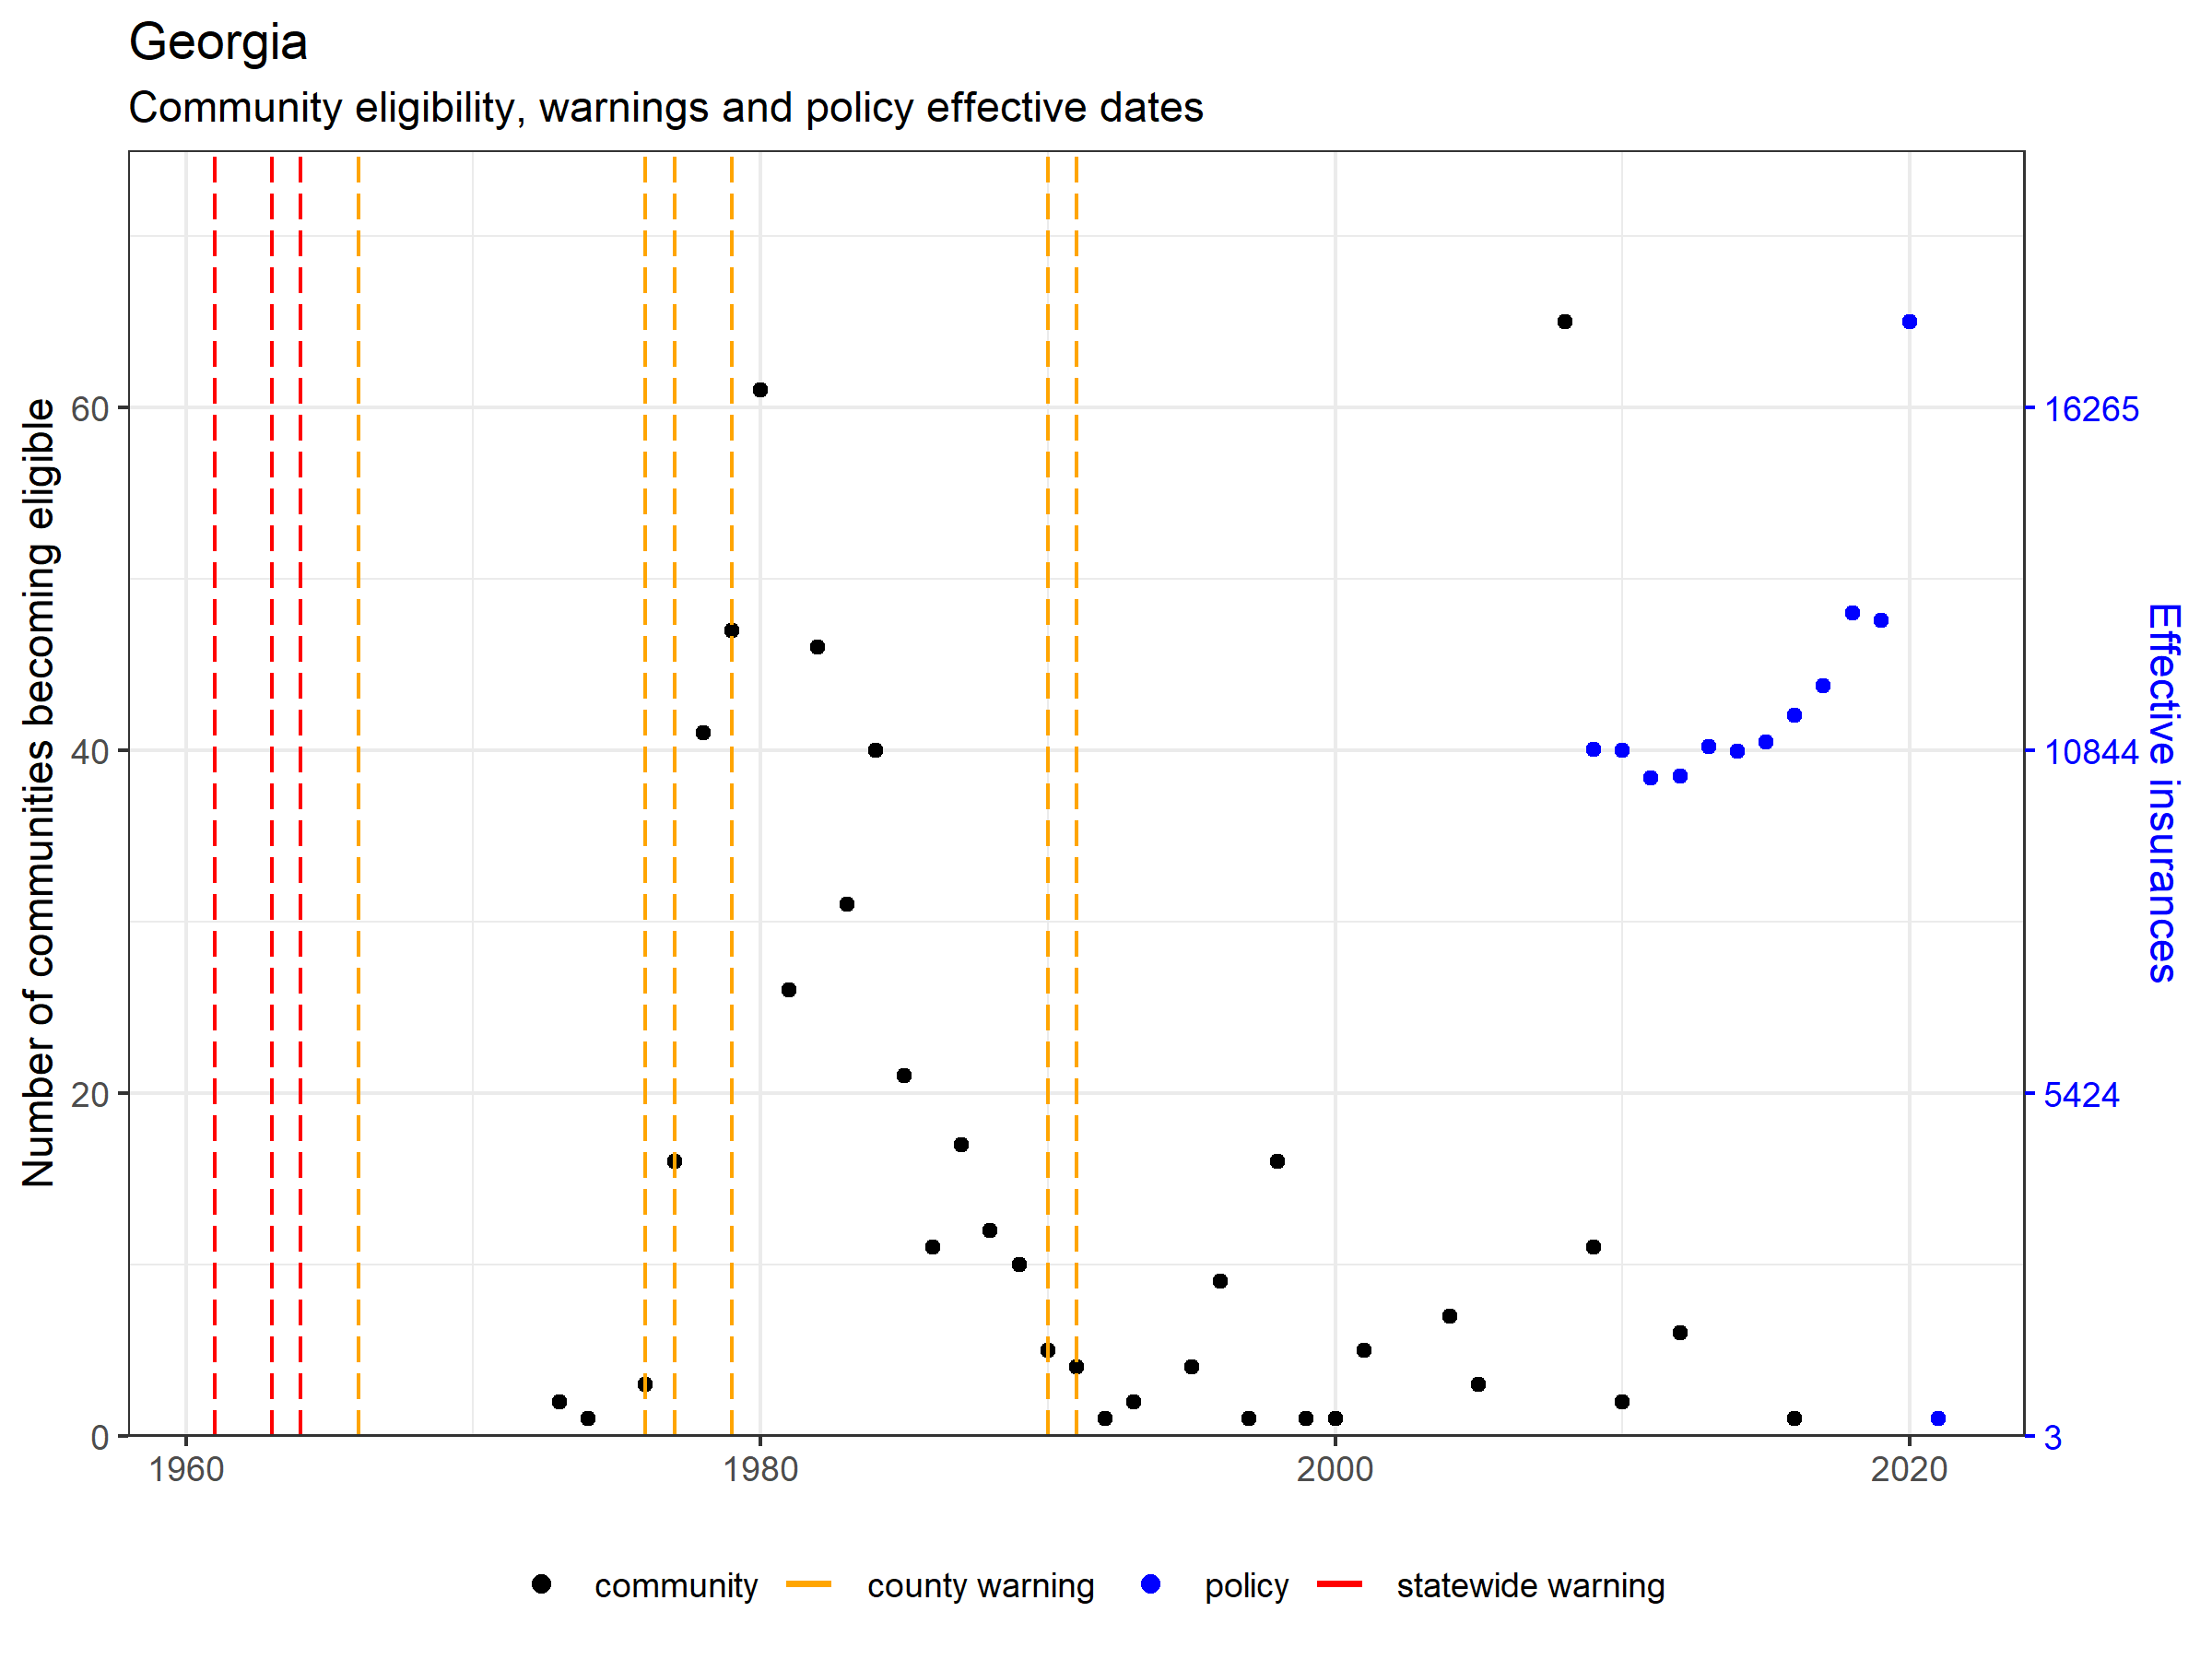 Georgia
Community eligibility, warnings and policy effective dates
Number of communities becoming eligible
60
40
20
0
16265
10844
5424
3
Effective insurances
1960
1980
2000
2020
community
county warning
policy
statewide warning